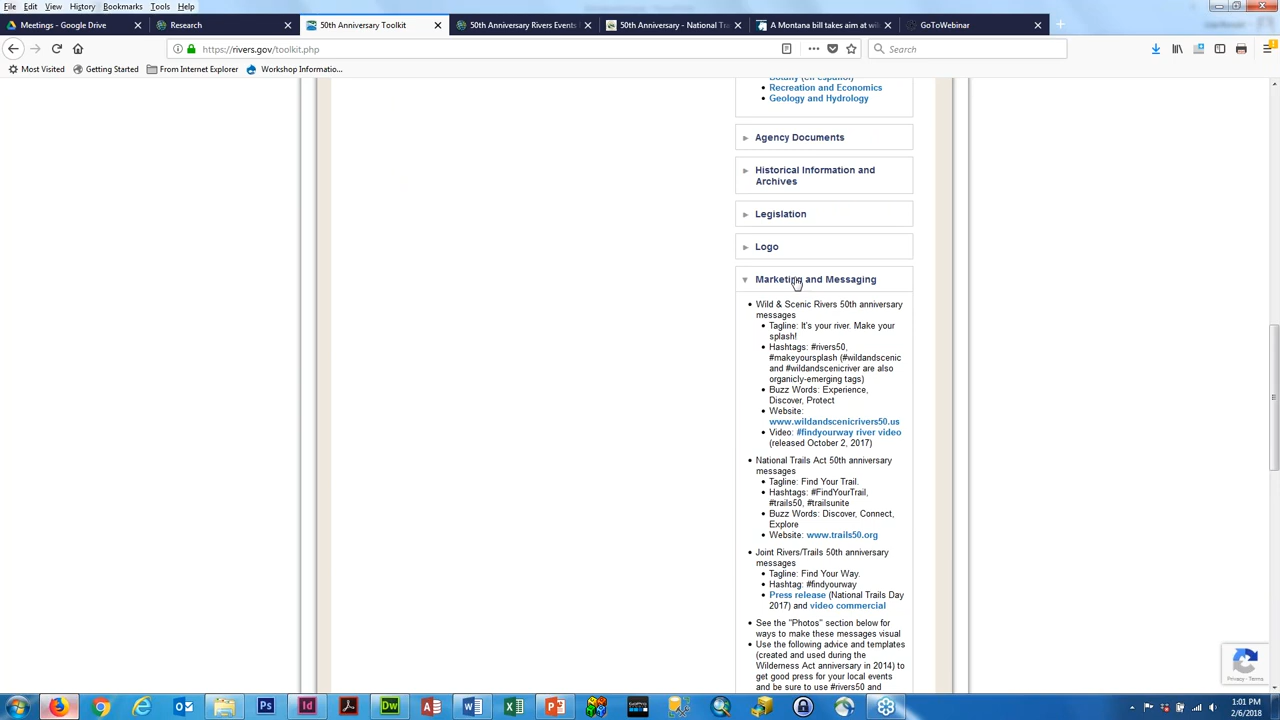 File Edit View History Bookmarks Tools Help
Meetings - Google Drive
Research
50th Anniversary Toolkit
50th Anniversary Rivers Events
50th Anniversary - National Tr
A Montana bill takes aim at wil
GoToWebinar
https://rivers.gov/toolkit.php
Search
Most Visited
Getting Started
From Internet Explorer
Workshop Informatio...
Botany (en Español)
Recreation and Economics
Geology and Hydrology
Agency Documents
Historical Information and
Archives
Legislation
Logo
Marketing and Messaging
Wild & Scenic Rivers 50th anniversary
messages
Tagline: It's your river. Make your
splash!
Hashtags: #rivers50,
#makeyoursplash (#wildandscenic
and #wildandscenicriver are also
organicly-emerging tags)
Buzz Words: Experience,
Discover, Protect
Website:
www.wildandscenicrivers50.us
Video: #findyourway river video
(released October 2, 2017)
National Trails Act 50th anniversary
messages
Tagline: Find Your Trail.
Hashtags: #FindYourTrail,
#trails50, #trailsunite
Buzz Words: Discover, Connect,
Explore
Website: www.trails50.org
Joint Rivers/Trails 50th anniversary
messages
Tagline: Find Your Way.
Hashtag: #findyourway
Press release (National Trails Day
2017) and video commercial
See the "Photos" section below for
ways to make these messages visual
Use the following advice and templates
(created and used during the
Wilderness Act anniversary in 2014) to
get good press for your local events
and be sure to use #rivers50 and
Privacy - Terms
1:01 PM
2/6/2018